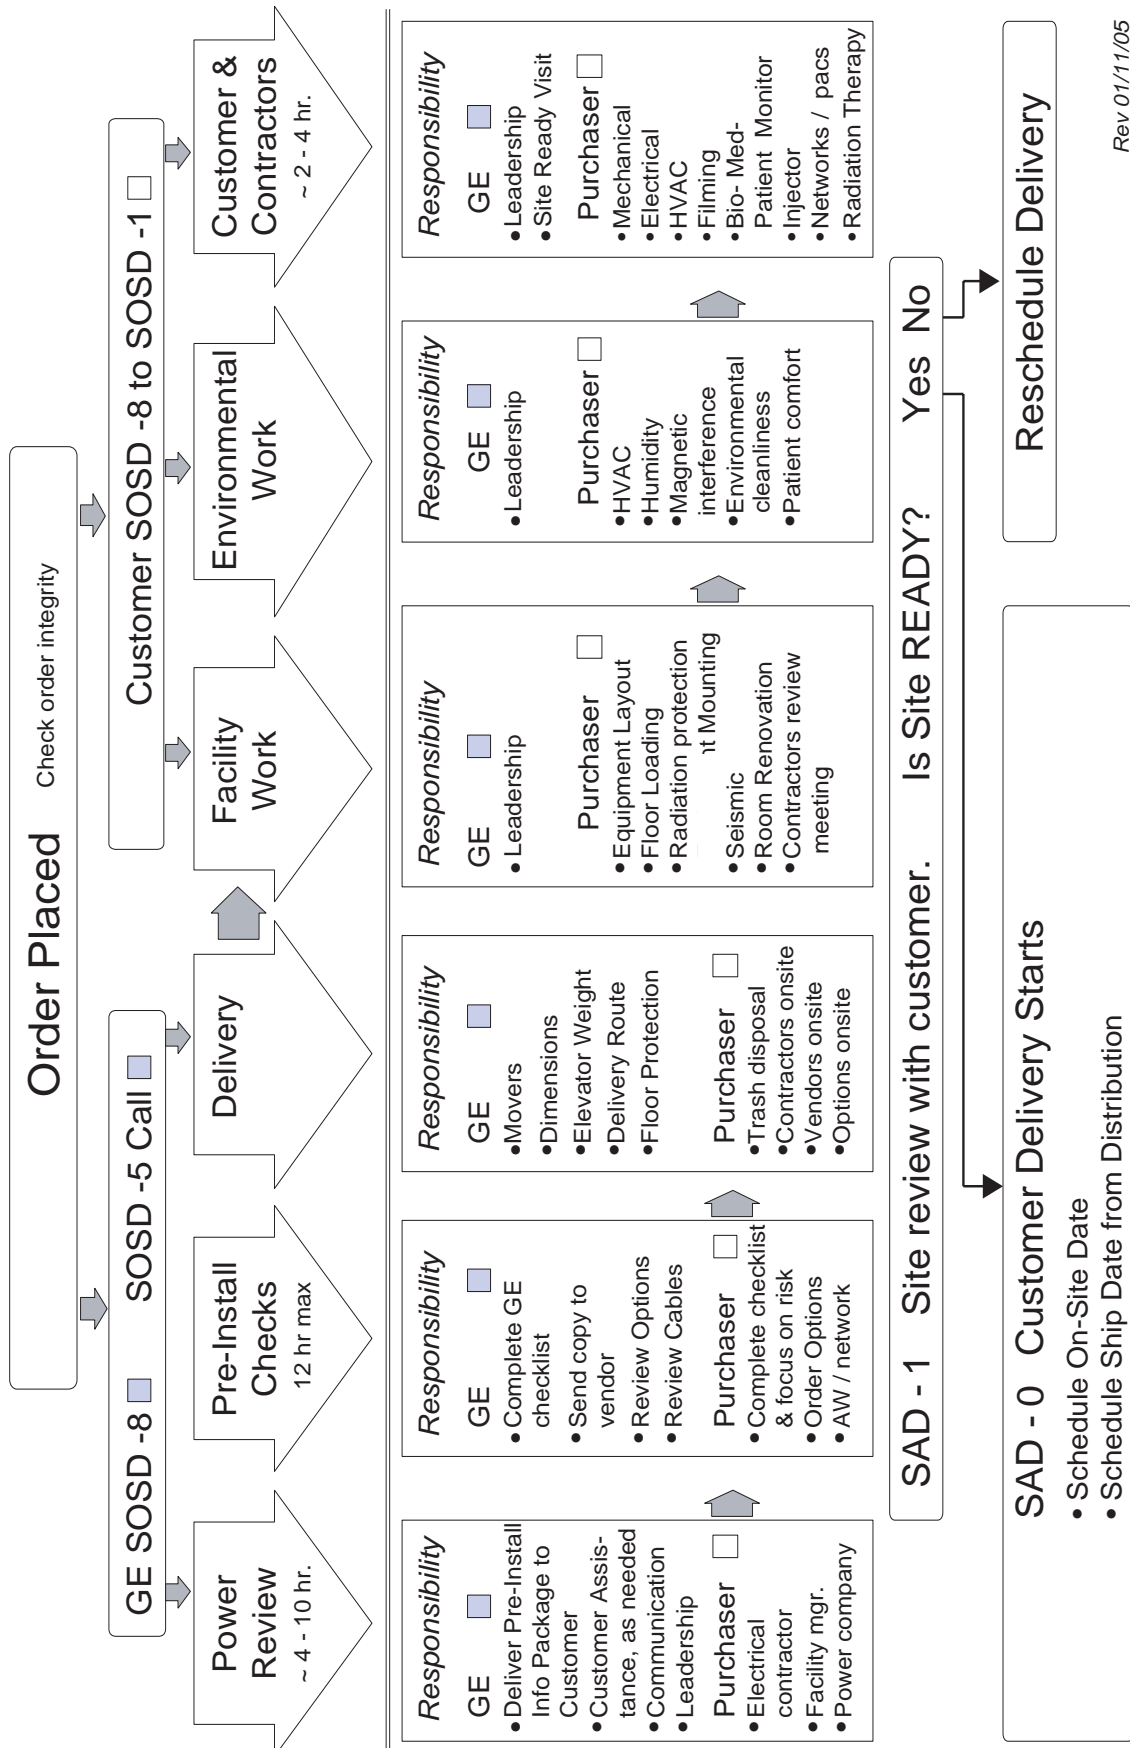 Order Placed Check order integrity
GE SOSD -8 SOSD -5 Call
Customer SOSD -8 to SOSD -1
Power
Review
~ 4 - 10 hr.
Pre-Install
Checks
12 hr max
Delivery
Facility
Work
Environmental
Work
Customer &
Contractors
~ 2 - 4 hr.
Responsibility
GE
•Deliver Pre-Install
Info Package to
Customer
•Customer Assis-
tance, as needed
•Communication
•Leadership
Purchaser
•Electrical
contractor
•Facility mgr.
•Power company
Responsibility
GE
•Complete GE
checklist
•Send copy to
vendor
•Review Options
•Review Cables
Purchaser
•Complete checklist
& focus on risk
•Order Options
•AW / network
Responsibility
GE
•Movers
•Dimensions
•Elevator Weight
•Delivery Route
•Floor Protection
Purchaser
•Trash disposal
•Contractors onsite
•Vendors onsite
•Options onsite
Responsibility
GE
•Leadership
Purchaser
•Equipment Layout
•Floor Loading
•Radiation protection
nt Mounting
•Seismic
•Room Renovation
•Contractors review
meeting
Responsibility
GE
•Leadership
Purchaser
•HVAC
•Humidity
•Magnetic
interference
•Environmental
cleanliness
•Patient comfort
Responsibility
GE
•Leadership
•Site Ready Visit
Purchaser
•Mechanical
•Electrical
•HVAC
•Filming
•Bio- Med-
Patient Monitor
•Injector
•Networks / pacs
•Radiation Therapy
SAD - 1 Site review with customer. Is Site READY? Yes No
SAD - 0 Customer Delivery Starts
• Schedule On-Site Date
• Schedule Ship Date from Distribution
Reschedule Delivery
Rev 01/11/05